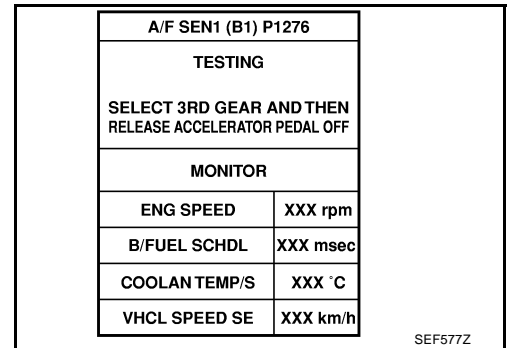 A/F SEN1 (B1) P1276
TESTING
SELECT 3RD GEAR AND THEN
RELEASE ACCELERATOR PEDAL OFF
MONITOR
ENG SPEED XXX rpm
B/FUEL SCHDL XXX msec
COOLAN TEMP/S XXX °C
VHCL SPEED SE XXX km/h
SEF577Z